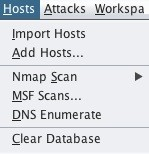 Hosts Attacks Workspa
Import Hosts
Add Hosts...
Nmap Scan
MSF Scans...
DNS Enumerate
Clear Database